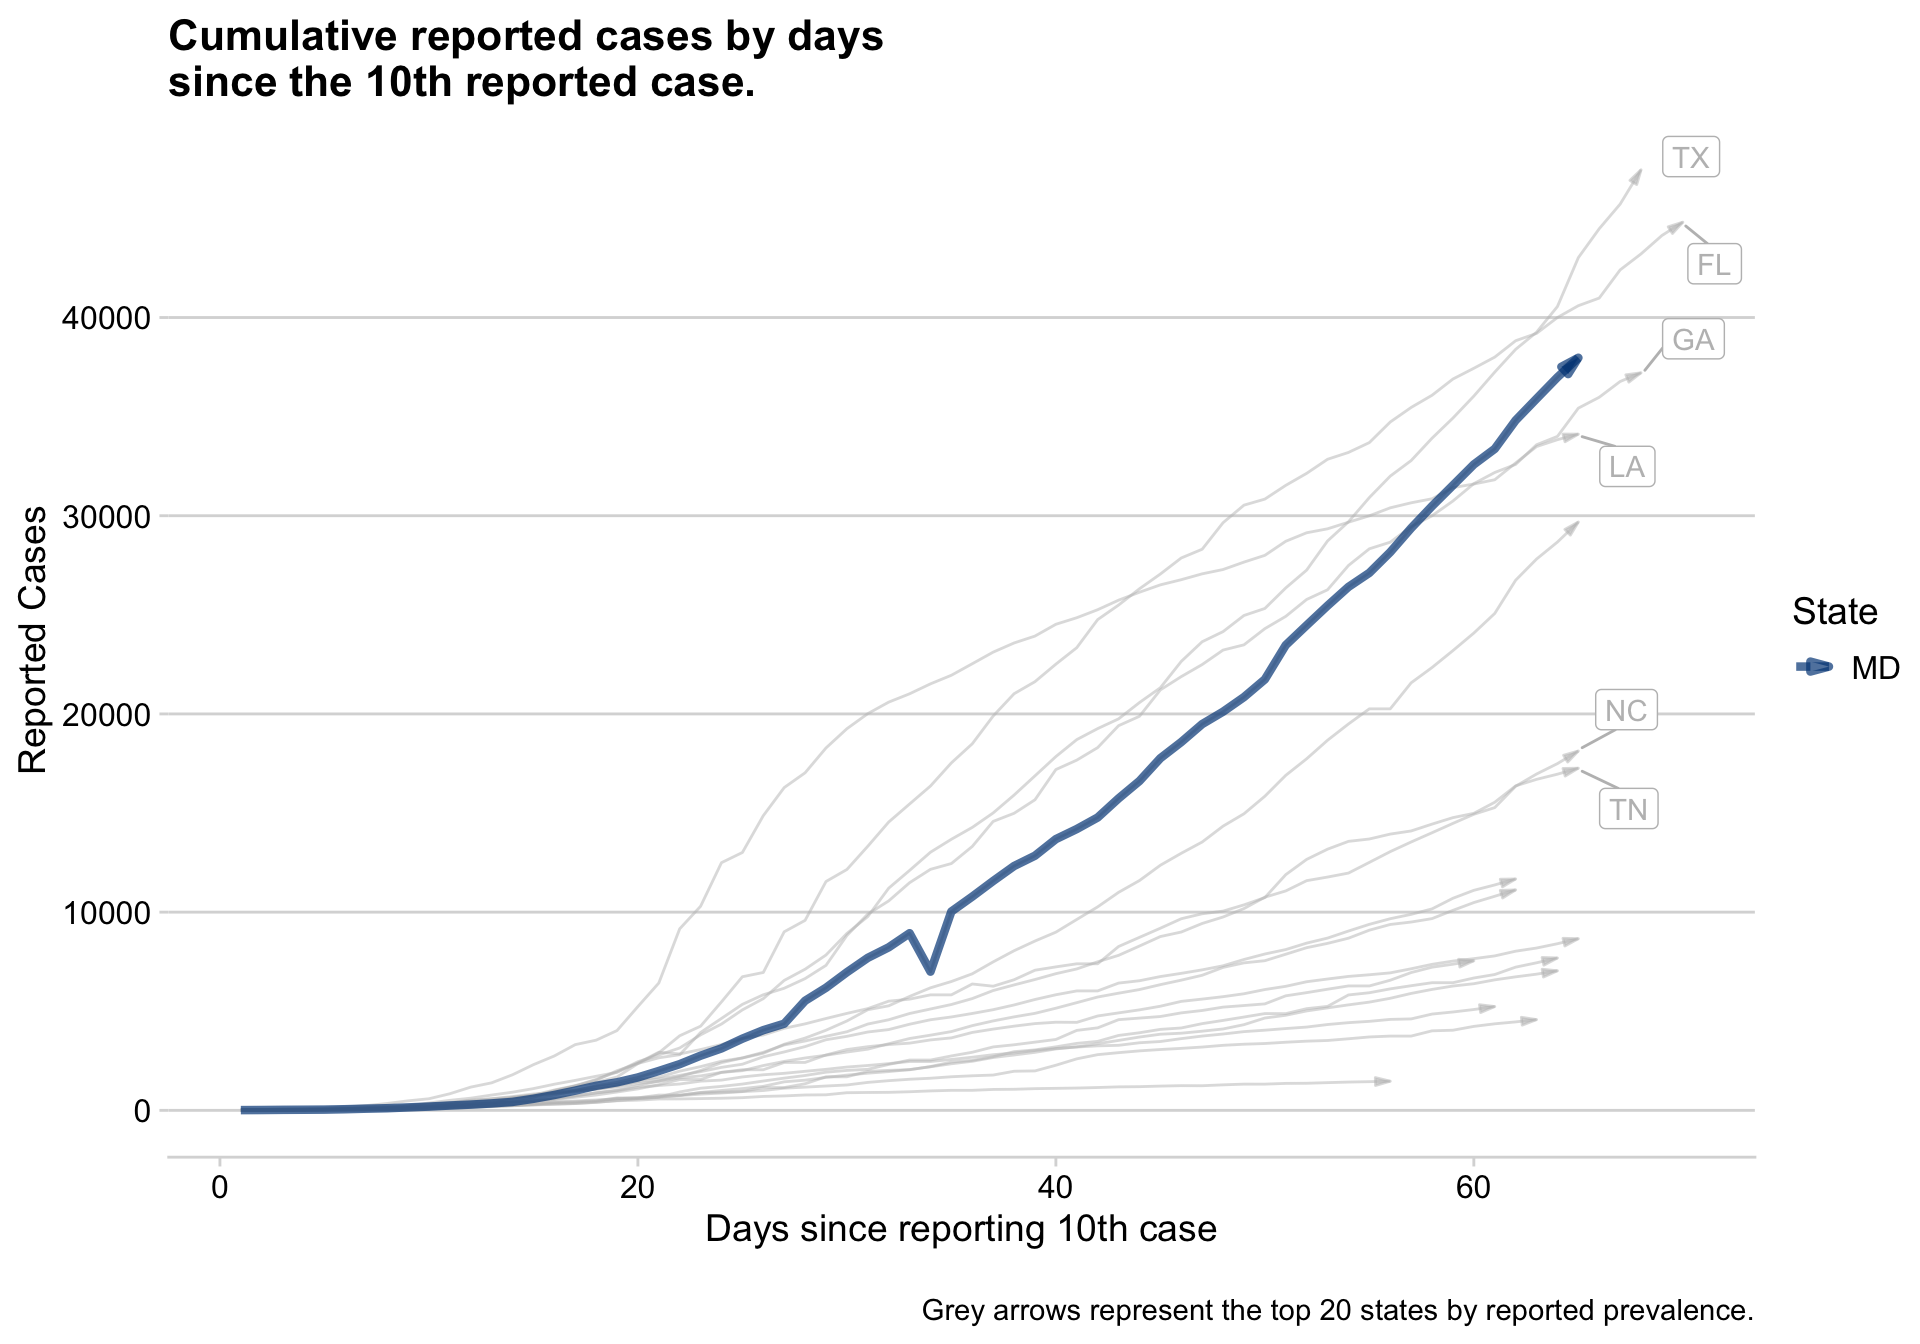 Cumulative reported cases by days
since the 10th reported case.
TX
FL
GA
LA
NC
TN
40000
30000
20000
10000
0
Reported Cases
0 20 40 60
Days since reporting 10th case
State
MD
Grey arrows represent the top 20 states by reported prevalence.